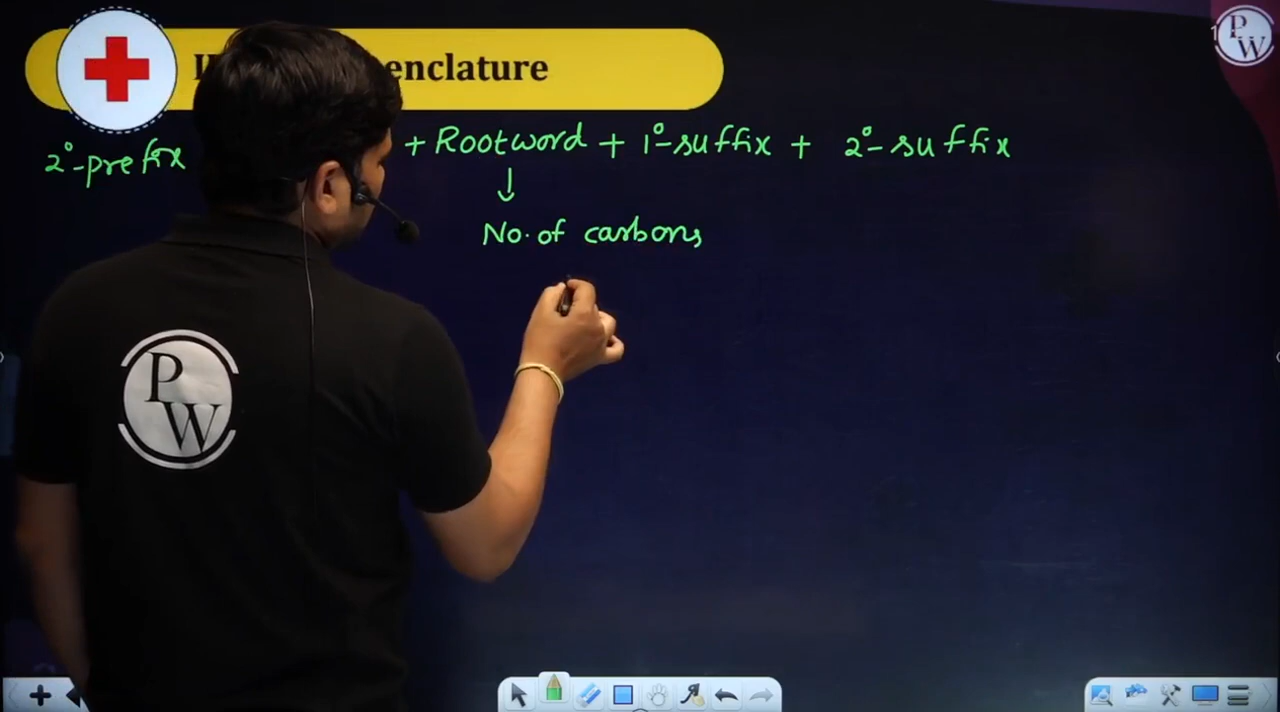 enclature
2°-prefix + Rootword + 1°-suffix + 2°-suffix
No. of carbons
PW
PW